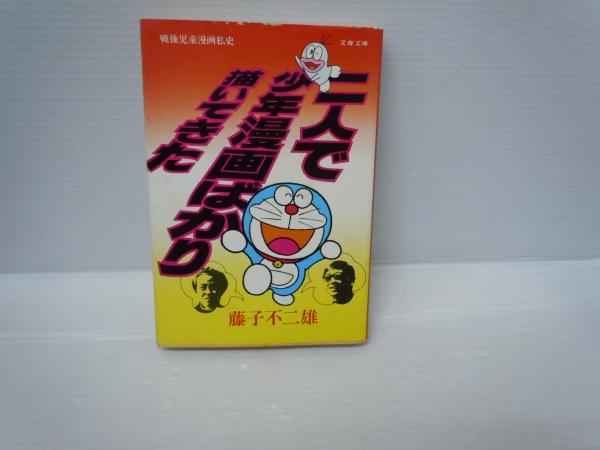 戦後児童漫画私史
文春文庫
二人で
少年漫画ばかり
描いてきた
藤子不二雄